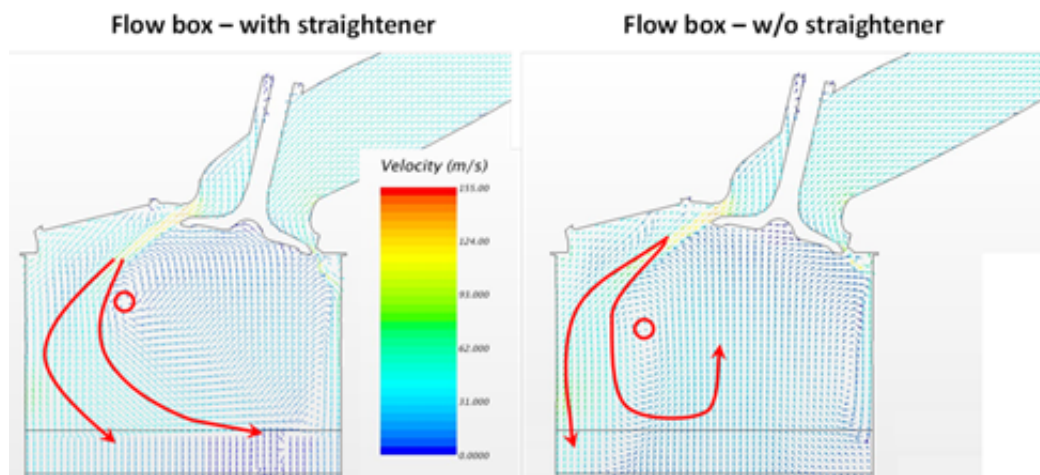 Flow box – with straightener
Flow box – w/o straightener
Velocity (m/s)
155.00
124.00
93.000
62.000
31.000
0.0000